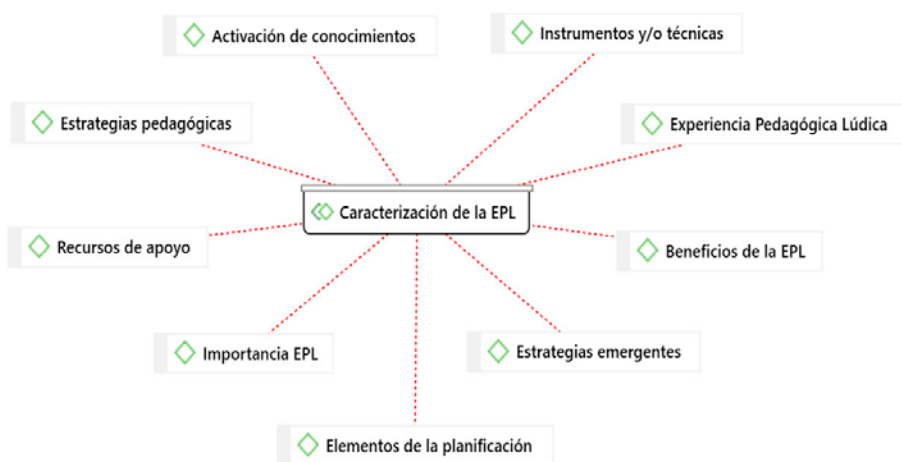 Activación de conocimientos
Instrumentos y/o técnicas
Estrategias pedagógicas
Experiencia Pedagógica Lúdica
Caracterización de la EPL
Recursos de apoyo
Beneficios de la EPL
Importancia EPL
Estrategias emergentes
Elementos de la planificación